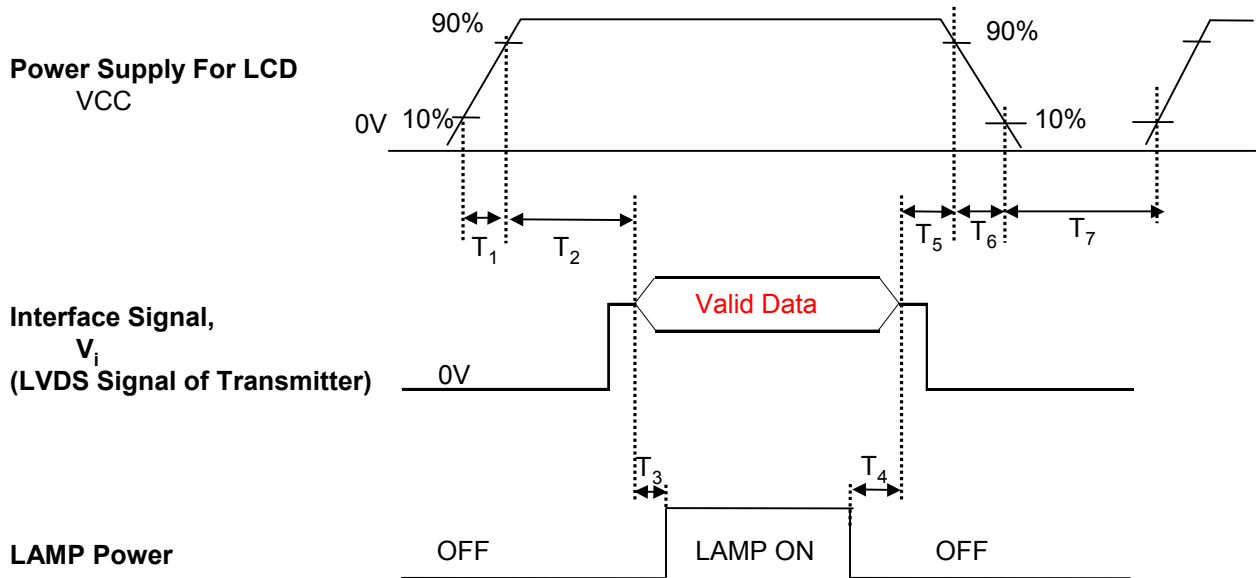 90%
90%
Power Supply For LCD
VCC
0V
10%
10%
T1
T2
T5
T6
T7
Interface Signal,
Vi
(LVDS Signal of Transmitter)
Valid Data
0V
T3
T4
LAMP Power
OFF
LAMP ON
OFF